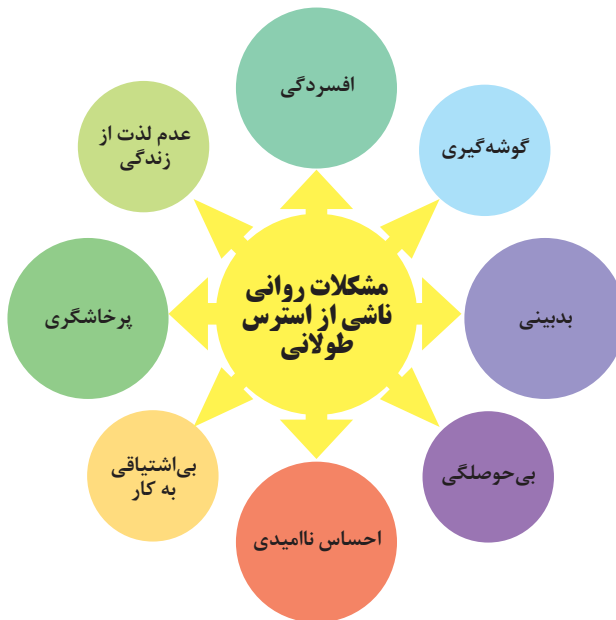 مشکلات روانی
ناشی از استرس
طولانی
افسردگی
گوشه‌گیری
بدبینی
بی‌حوصلگی
احساس ناامیدی
بی‌اشتیاقی
به کار
پرخاشگری
عدم لذت از
زندگی